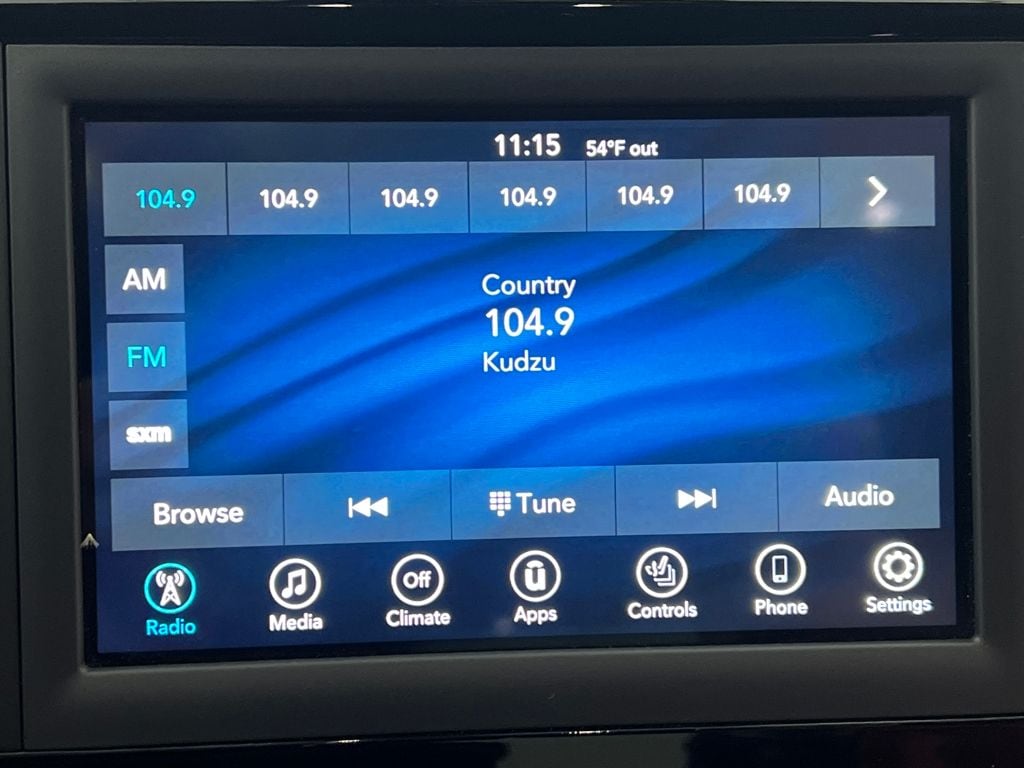 11:15 54°F out
104.9 104.9 104.9 104.9 104.9 104.9
AM
Country
104.9
FM
Kudzu
sxm
Browse Tune Audio
Off
Radio Media Climate Apps Controls Phone Settings